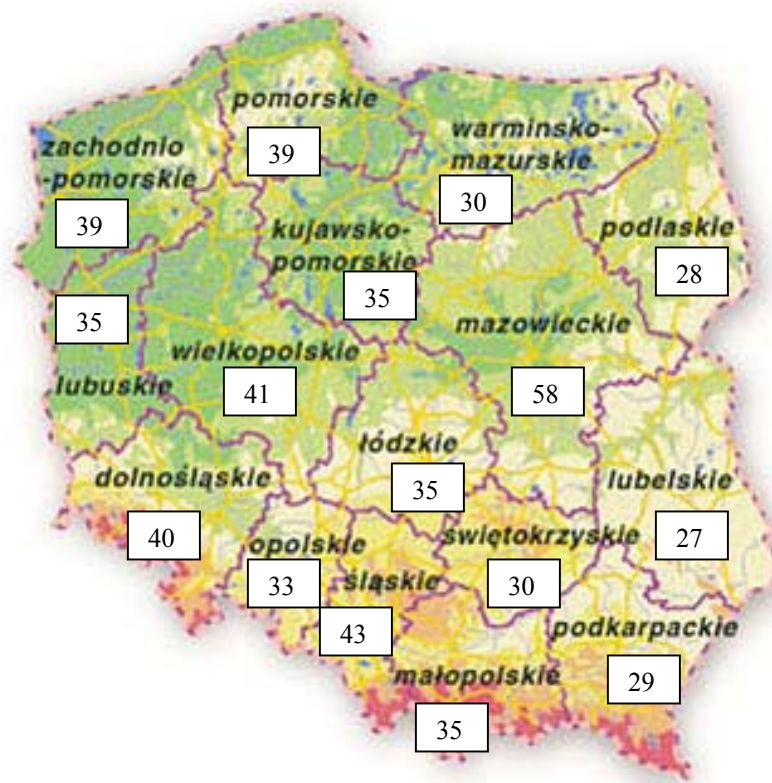 pomorskie
39
zachodnio
-pomorskie
39
warminsko-
mazurskie
30
kujawsko-
pomorskie
35
podlaskie
28
35
lubuskie
wielkopolskie
41
mazowieckie
58
łódzkie
35
dolnośląskie
40
lubelskie
27
opolskie
33
śląskie
43
świętokrzyskie
30
podkarpackie
29
małopolskie
35